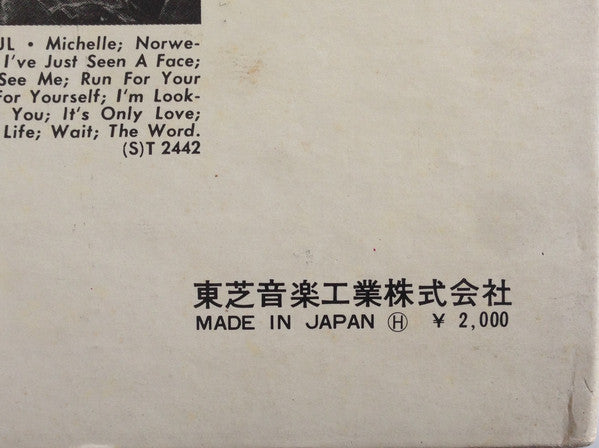 UL • Michelle; Norwe-
I've Just Seen A Face;
See Me; Run For Your
For Yourself; I'm Look-
You; It's Only Love;
Life; Wait; The Word.
(S)T 2442
東芝音楽工業株式会社
MADE IN JAPAN Ⓗ ¥ 2,000